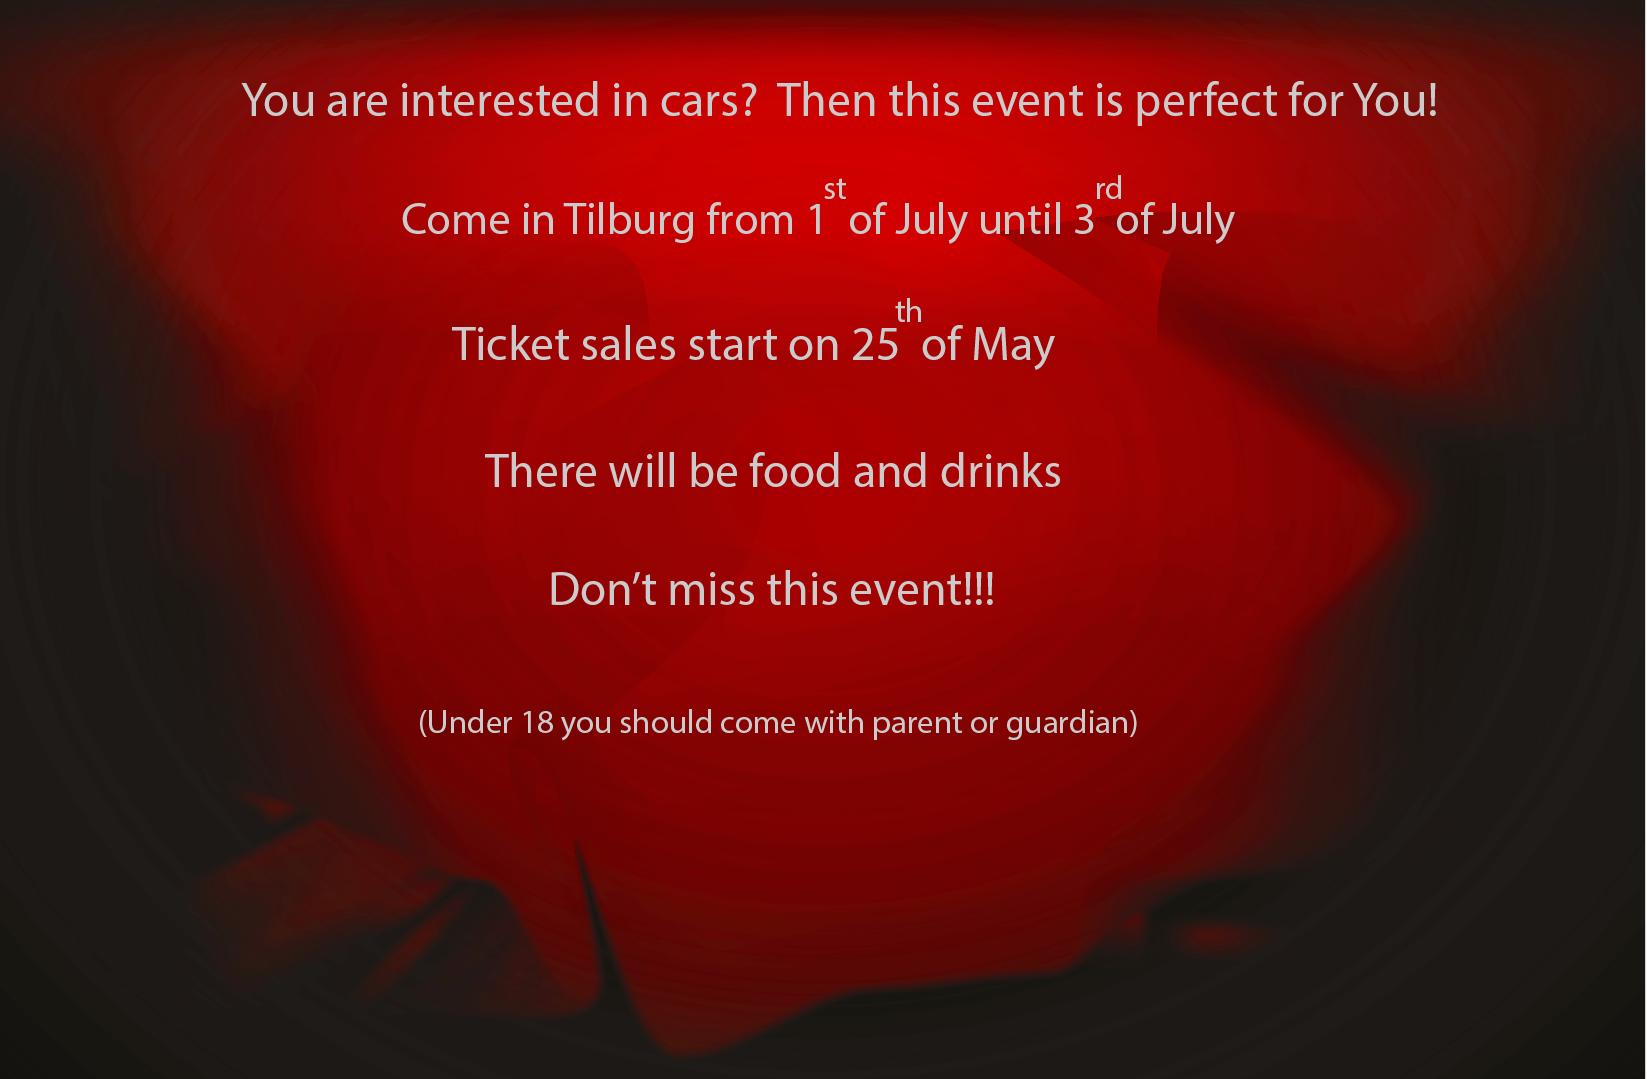 You are interested in cars?  Then this event is perfect for You!
Come in Tilburg from 1st of July until 3rd of July
Ticket sales start on 25th of May
There will be food and drinks
Don’t miss this event!!!
(Under 18 you should come with parent or guardian)